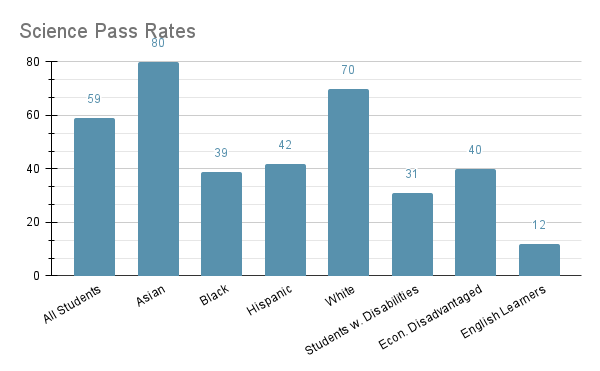 Science Pass Rates
80
60
40
20
0
59
80
39
42
70
31
40
12
All Students
Asian
Black
Hispanic
White
Students w. Disabilities
Econ. Disadvantaged
English Learners